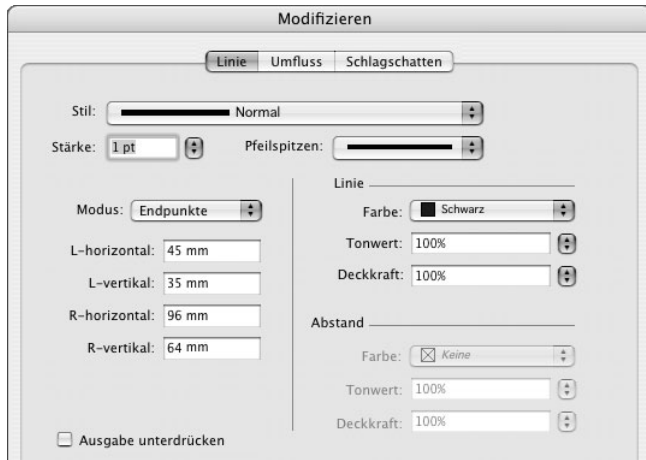 Modifizieren
Linie Umfluss Schlagschatten
Stil: Normal
Stärke: 1 pt Pfeilspitzen:
Linie
Modus: Endpunkte Farbe: Schwarz
L-horizontal: 45 mm Tonwert: 100%
L-vertikal: 35 mm Deckkraft: 100%
R-horizontal: 96 mm
R-vertikal: 64 mm
Abstand
Farbe: Keine
Tonwert: 100%
Deckkraft: 100%
Ausgabe unterdrücken